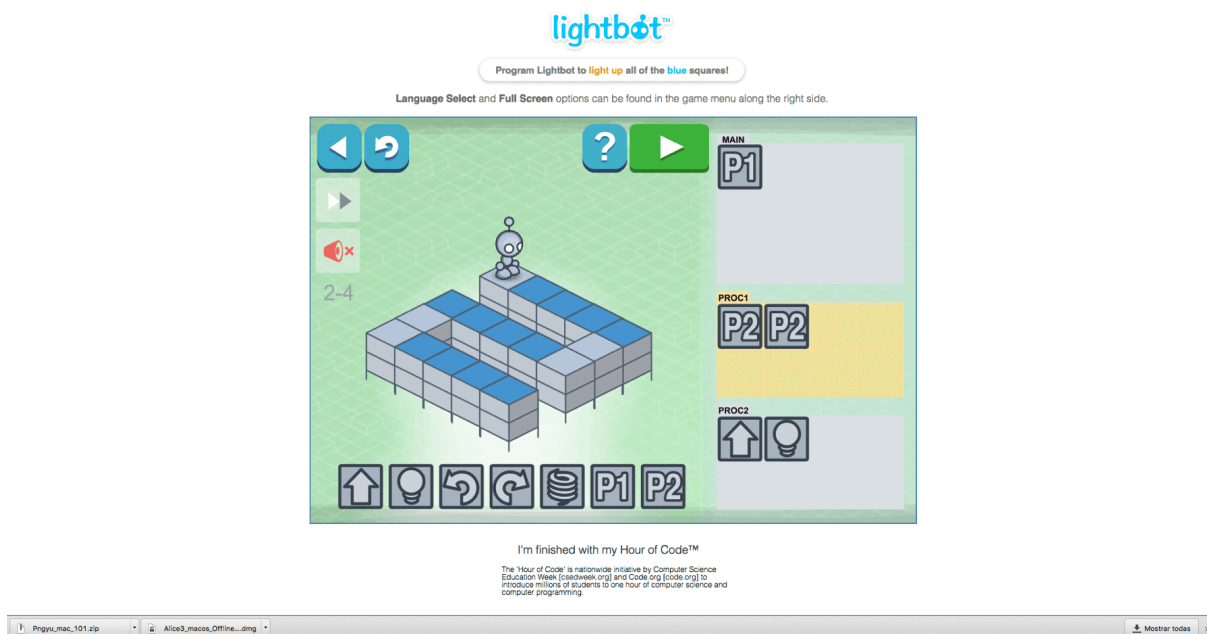 lightbot™
Program Lightbot to light up all of the blue squares!
Language Select and Full Screen options can be found in the game menu along the right side.
?
MAIN
P1
2-4
PROC1
P2 P2
PROC2
P1 P2
I'm finished with my Hour of Code™
The 'Hour of Code' is nationwide initiative by Computer Science
Education Week [csedweek.org] and Code.org [code.org] to
introduce millions of students to one hour of computer science and
computer programming.
Pngyu_mac_101.zip
Alice3_macos_Offline....dmg
Mostrar todas